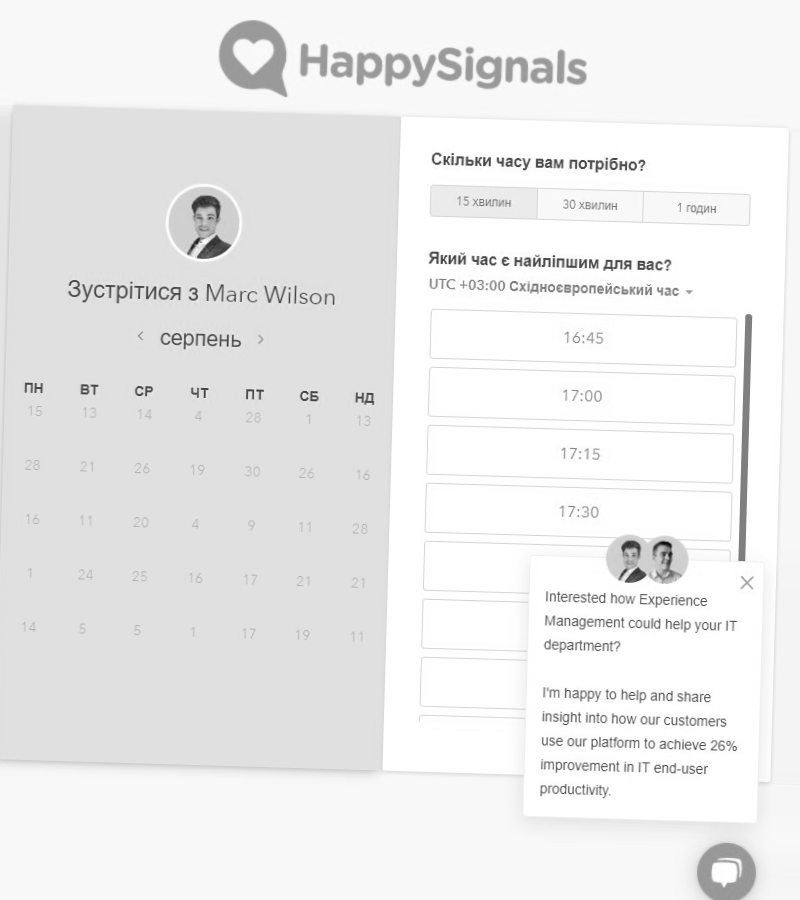 HappySignals
Зустрітися з Marc Wilson
серпень
ПН ВТ СР ЧТ ПТ СБ НД
15 13 14 4 28 1 13
28 21 26 19 30 26 16
16 11 20 4 9 11 28
1 24 25 16 17 21 21
14 5 5 1 17 19 11
Скільки часу вам потрібно?
15 хвилин 30 хвилин 1 годин
Який час є найліпшим для вас?
UTC +03:00 Східноєвропейський час
16:45
17:00
17:15
17:30
Interested how Experience
Management could help your IT
department?
I'm happy to help and share
insight into how our customers
use our platform to achieve 26%
improvement in IT end-user
productivity.